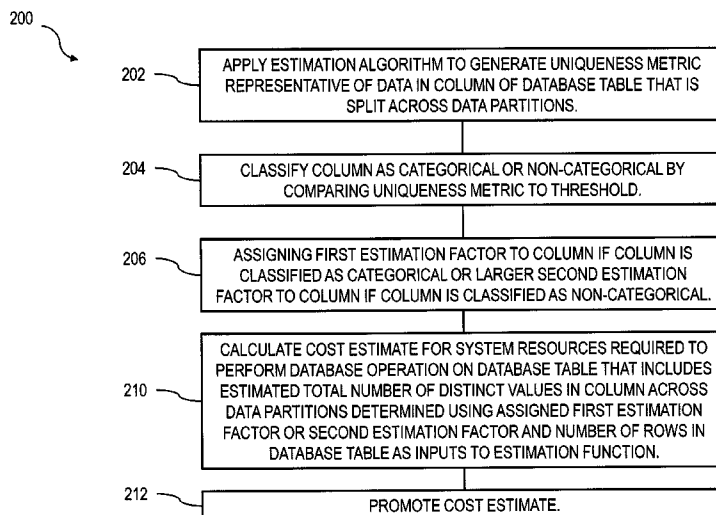 200
202
APPLY ESTIMATION ALGORITHM TO GENERATE UNIQUENESS METRIC
REPRESENTATIVE OF DATA IN COLUMN OF DATABASE TABLE THAT IS
SPLIT ACROSS DATA PARTITIONS.
204
CLASSIFY COLUMN AS CATEGORICAL OR NON-CATEGORICAL BY
COMPARING UNIQUENESS METRIC TO THRESHOLD.
206
ASSIGNING FIRST ESTIMATION FACTOR TO COLUMN IF COLUMN IS
CLASSIFIED AS CATEGORICAL OR LARGER SECOND ESTIMATION
FACTOR TO COLUMN IF COLUMN IS CLASSIFIED AS NON-CATEGORICAL.
210
CALCULATE COST ESTIMATE FOR SYSTEM RESOURCES REQUIRED TO
PERFORM DATABASE OPERATION ON DATABASE TABLE THAT INCLUDES
ESTIMATED TOTAL NUMBER OF DISTINCT VALUES IN COLUMN ACROSS
DATA PARTITIONS DETERMINED USING ASSIGNED FIRST ESTIMATION
FACTOR OR SECOND ESTIMATION FACTOR AND NUMBER OF ROWS IN
DATABASE TABLE AS INPUTS TO ESTIMATION FUNCTION.
212
PROMOTE COST ESTIMATE.